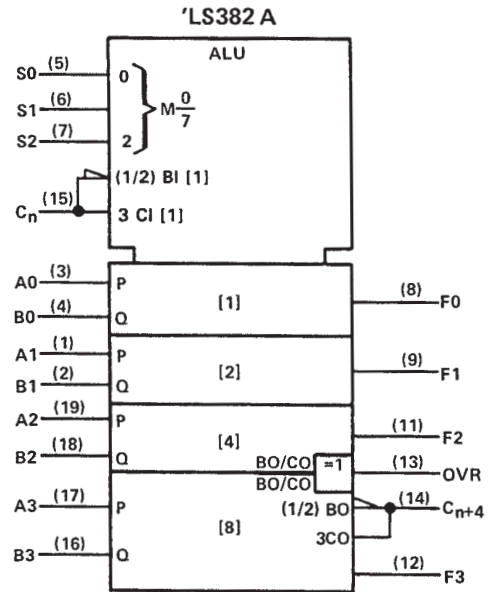 'LS382 A
ALU
S0 (5) 0
S1 (6) M 0/7
S2 (7) 2
(1/2) BI [1]
Cn (15) 3 CI [1]
A0 (3) P
[1] (8) F0
B0 (4) Q
A1 (1) P
[2] (9) F1
B1 (2) Q
A2 (19) P
[4] (11) F2
B2 (18) Q
BO/CO =1 (13) OVR
BO/CO
A3 (17) P (1/2) BO (14) Cn+4
[8] 3CO
B3 (16) Q
(12) F3